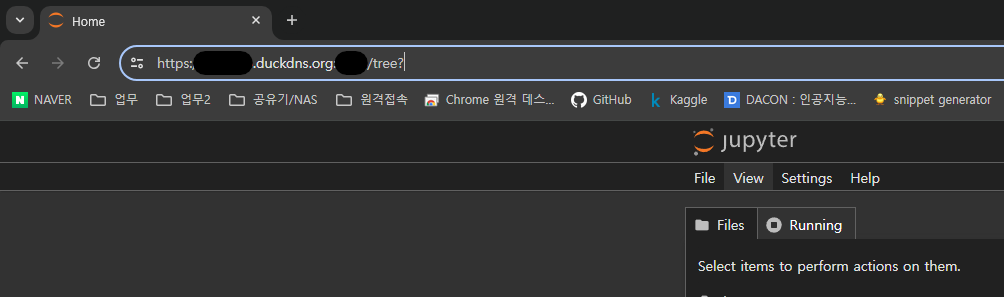 Home
https:/ .duckdns.org: /tree?
NAVER 업무 업무2 공유기/NAS 원격접속 Chrome 원격 데스... GitHub Kaggle DACON : 인공지능... snippet generator
jupyter
File View Settings Help
Files Running
Select items to perform actions on them.